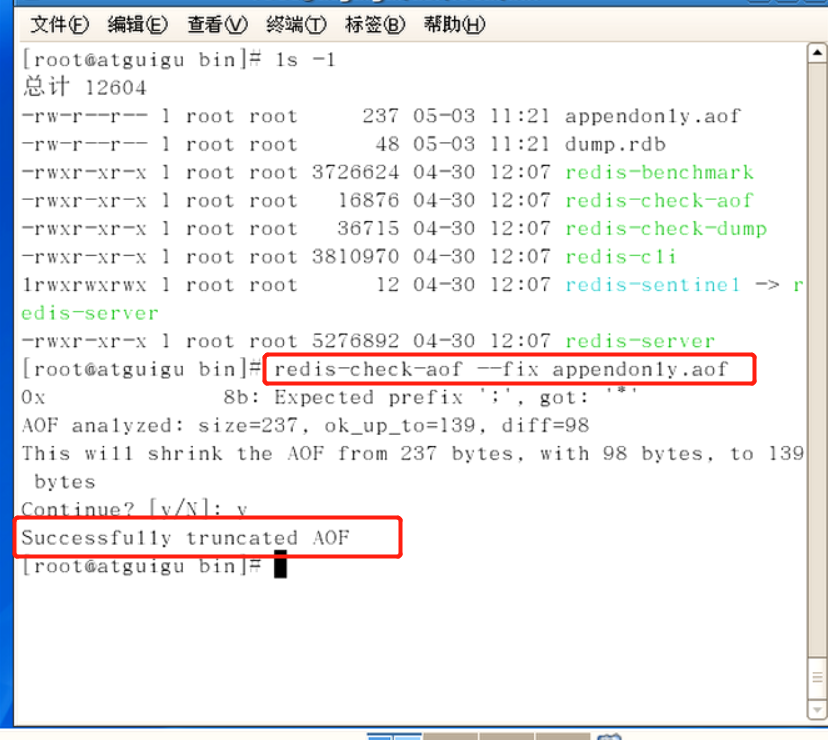 文件(F) 编辑(E) 查看(V) 终端(T) 标签(B) 帮助(H)
[root@atguigu bin]# ls -l
总计 12604
-rw-r--r-- 1 root root 237 05-03 11:21 appendonly.aof
-rw-r--r-- 1 root root 48 05-03 11:21 dump.rdb
-rwxr-xr-x 1 root root 3726624 04-30 12:07 redis-benchmark
-rwxr-xr-x 1 root root 16876 04-30 12:07 redis-check-aof
-rwxr-xr-x 1 root root 36715 04-30 12:07 redis-check-dump
-rwxr-xr-x 1 root root 3810970 04-30 12:07 redis-cli
lrwxrwxrwx 1 root root 12 04-30 12:07 redis-sentinel -> r
edis-server
-rwxr-xr-x 1 root root 5276892 04-30 12:07 redis-server
[root@atguigu bin]# redis-check-aof --fix appendonly.aof
0x 8b: Expected prefix ';', got: '*'
AOF analyzed: size=237, ok_up_to=139, diff=98
This will shrink the AOF from 237 bytes, with 98 bytes, to 139
bytes
Continue? [y/N]: y
Successfully truncated AOF
[root@atguigu bin]#